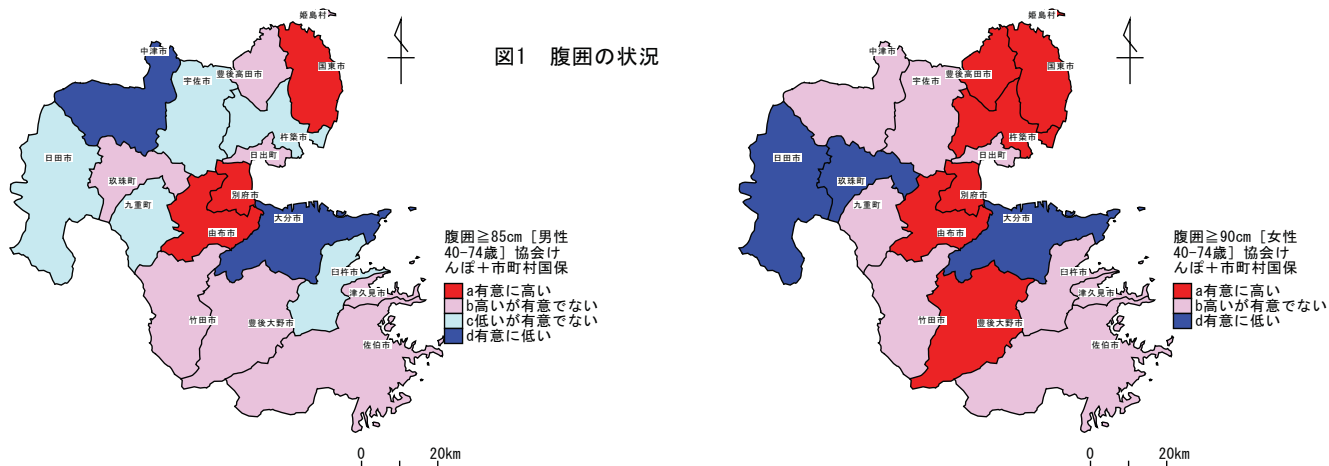 図1 腹囲の状況
姫島村
中津市
国東市
宇佐市
豊後高田市
杵築市
日田市
日出町
玖珠町
別府市
九重町
大分市
由布市
臼杵市
津久見市
竹田市
豊後大野市
佐伯市
腹囲≧85cm [男性
40-74歳] 協会け
んぽ+市町村国保
a有意に高い
b高いが有意でない
c低いが有意でない
d有意に低い
0 20km
姫島村
中津市
国東市
宇佐市
豊後高田市
杵築市
日田市
日出町
玖珠町
別府市
九重町
大分市
由布市
臼杵市
津久見市
竹田市
豊後大野市
佐伯市
腹囲≧90cm [女性
40-74歳] 協会け
んぽ+市町村国保
a有意に高い
b高いが有意でない
d有意に低い
0 20km